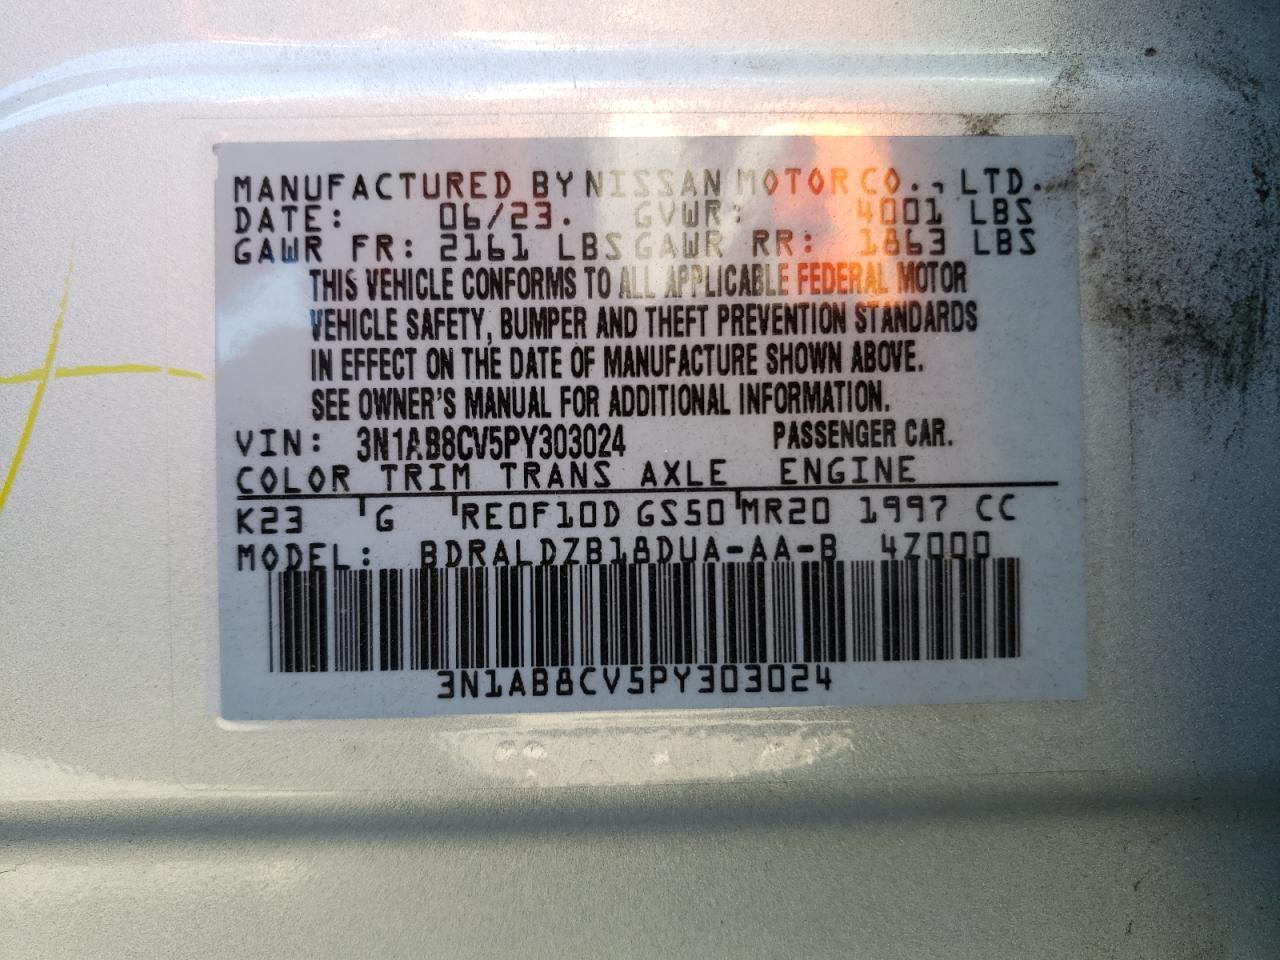 MANUFACTURED BY NISSAN MOTOR CO., LTD.
DATE: 06/23. GVWR: 4001 LBS
GAWR FR: 2161 LBS GAWR RR: 1863 LBS
THIS VEHICLE CONFORMS TO ALL APPLICABLE FEDERAL MOTOR
VEHICLE SAFETY, BUMPER AND THEFT PREVENTION STANDARDS
IN EFFECT ON THE DATE OF MANUFACTURE SHOWN ABOVE.
SEE OWNER'S MANUAL FOR ADDITIONAL INFORMATION.
VIN: 3N1AB8CV5PY303024 PASSENGER CAR.
COLOR TRIM TRANS AXLE ENGINE
K23 G RE0F10D GS50 MR20 1997 CC
MODEL: BDRALDZB18DUA-AA-B 4Z000
3N1AB8CV5PY303024